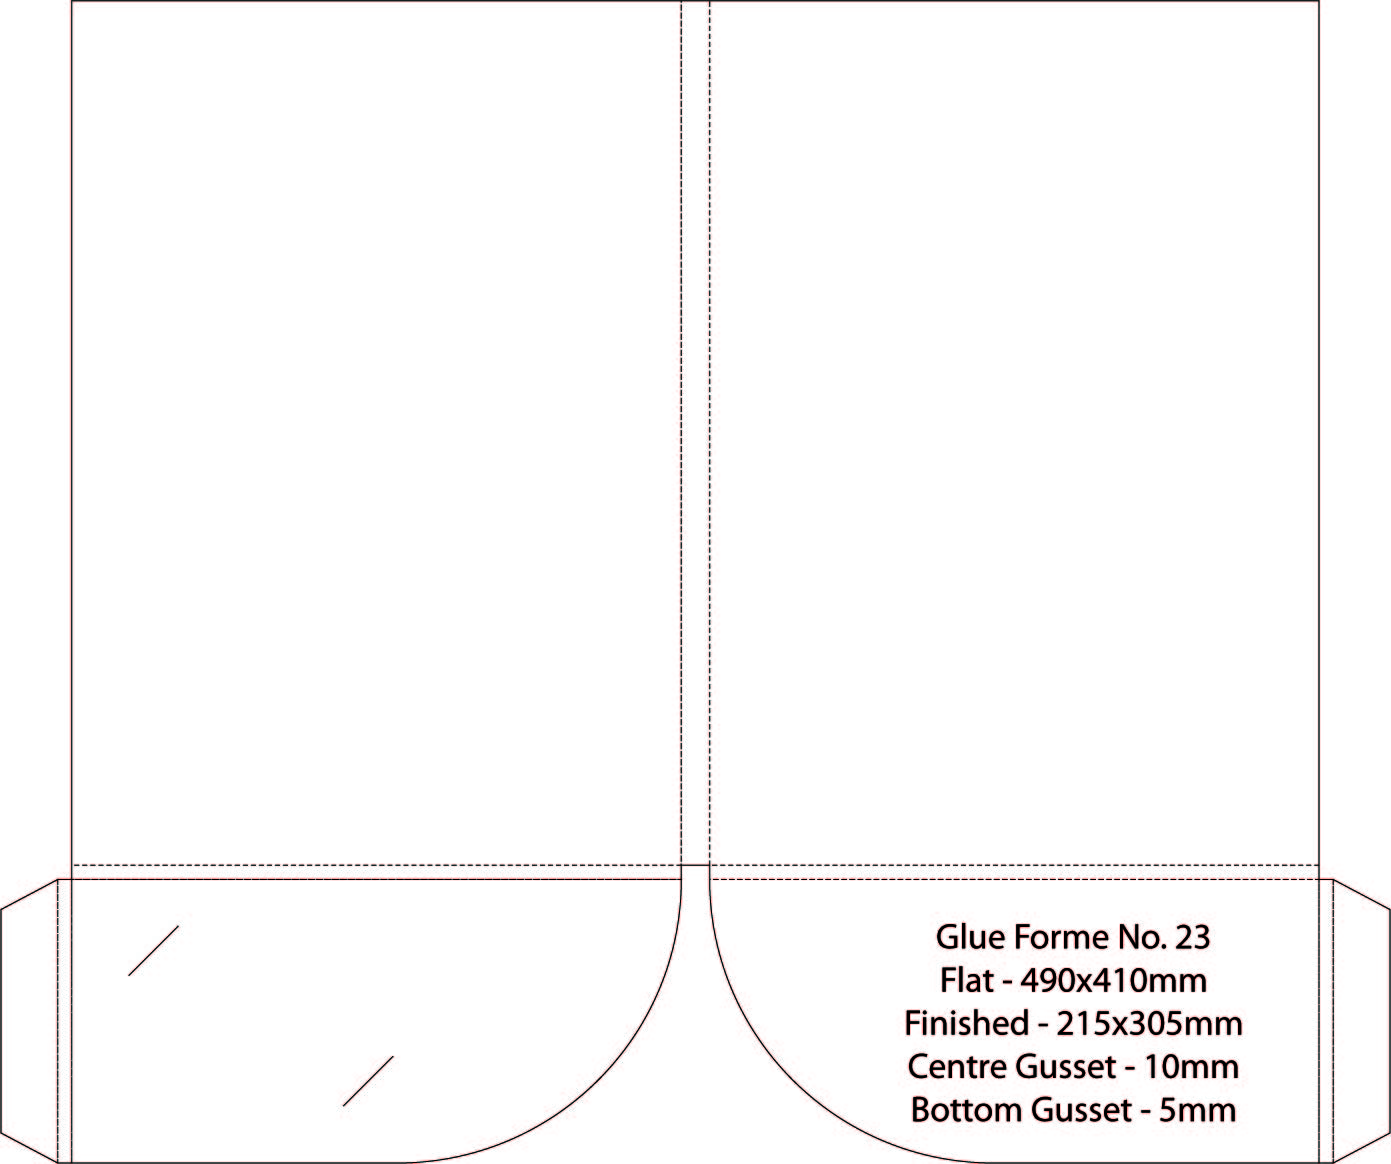 Glue Forme No. 23
Flat - 490x410mm
Finished - 215x305mm
Centre Gusset - 10mm
Bottom Gusset - 5mm